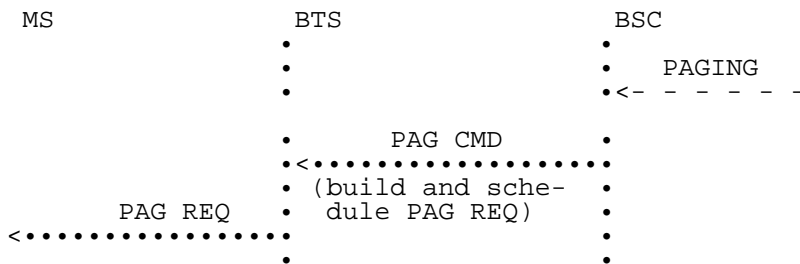 MS BTS BSC
PAGING
PAG CMD
(build and sche-
PAG REQ dule PAG REQ)